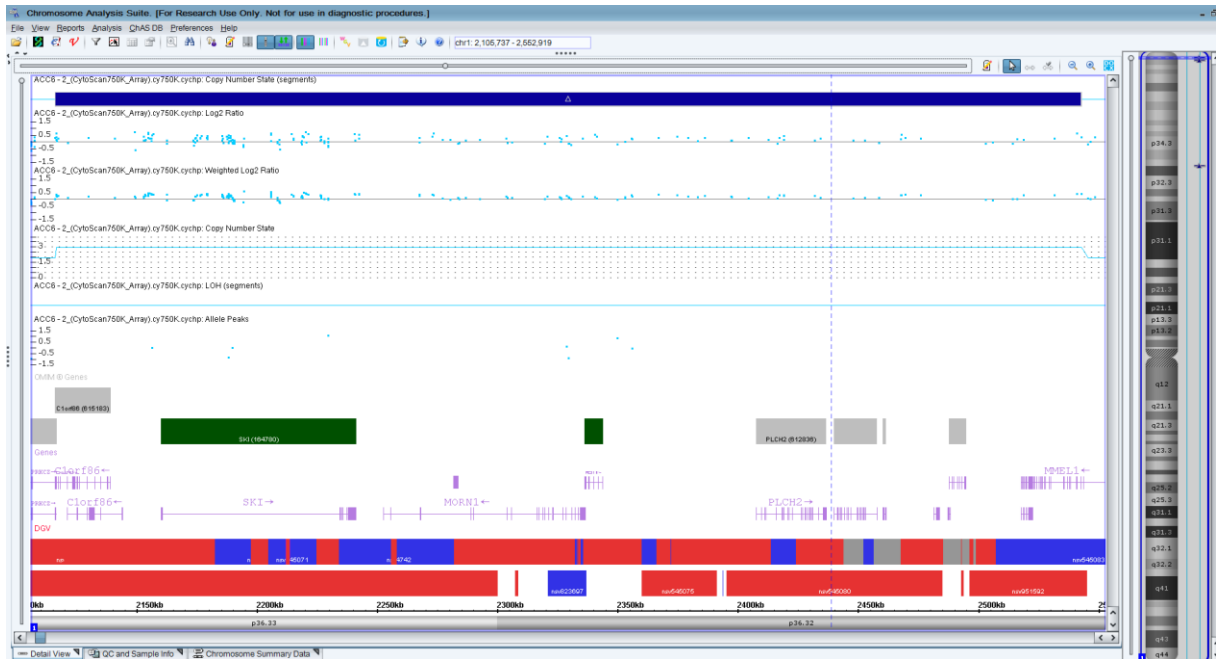 Chromosome Analysis Suite. [For Research Use Only. Not for use in diagnostic procedures.]
File View Reports Analysis ChAS DB Preferences Help
chr1: 2,105,737 - 2,552,919
ACC6 - 2_(CytoScan750K_Array).cy750K.cychp: Copy Number State (segments)
ACC6 - 2_(CytoScan750K_Array).cy750K.cychp: Log2 Ratio
1.5
0.5
-0.5
-1.5
ACC6 - 2_(CytoScan750K_Array).cy750K.cychp: Weighted Log2 Ratio
1.5
0.5
-0.5
-1.5
ACC6 - 2_(CytoScan750K_Array).cy750K.cychp: Copy Number State
3
1.5
0
ACC6 - 2_(CytoScan750K_Array).cy750K.cychp: LOH (segments)
ACC6 - 2_(CytoScan750K_Array).cy750K.cychp: Allele Peaks
1.5
0.5
-0.5
-1.5
OMIM ® Genes
C1orf86 (615183)
SKI (164780) PLCH2 (612836)
Genes
C1orf86← MMEL1←
C1orf86← SKI→ MORN1← PLCH2→
DGV
nsv545083
nsv823697 nsv546076 nsv546080 nsv951592
0kb 2150kb 2200kb 2250kb 2300kb 2350kb 2400kb 2450kb 2500kb
p36.33 p36.32
Detail View QC and Sample Info Chromosome Summary Data
p34.3
p32.3
p31.3
p31.1
p21.3
p21.1
p13.3
p13.2
q12
q21.1
q21.3
q23.3
q25.2
q25.3
q31.1
q31.3
q32.1
q32.2
q41
q43
q44